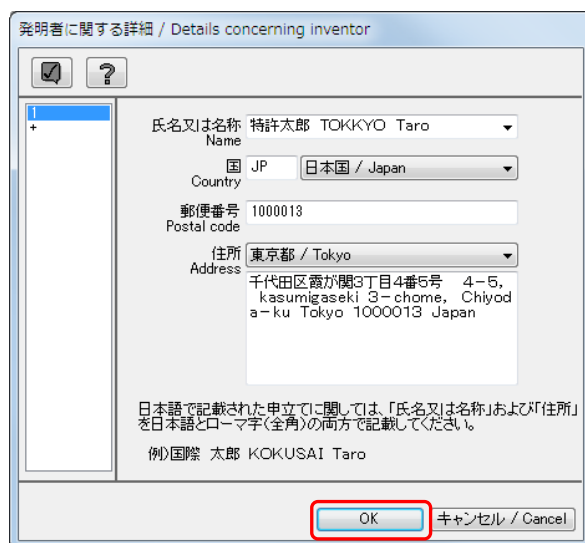 発明者に関する詳細 / Details concerning inventor
?
1
+
氏名又は名称 特許太郎 TOKKYO Taro
Name
国 JP 日本国 / Japan
Country
郵便番号 1000013
Postal code
住所 東京都 / Tokyo
Address
千代田区霞が関3丁目4番5号　4－5，
kasumigaseki 3－chome， Chiyod
a－ku Tokyo 1000013 Japan
日本語で記載された申立てに関しては、「氏名又は名称」および「住所」
を日本語とローマ字(全角)の両方で記載してください。
例)国際 太郎 KOKUSAI Taro
OK キャンセル / Cancel